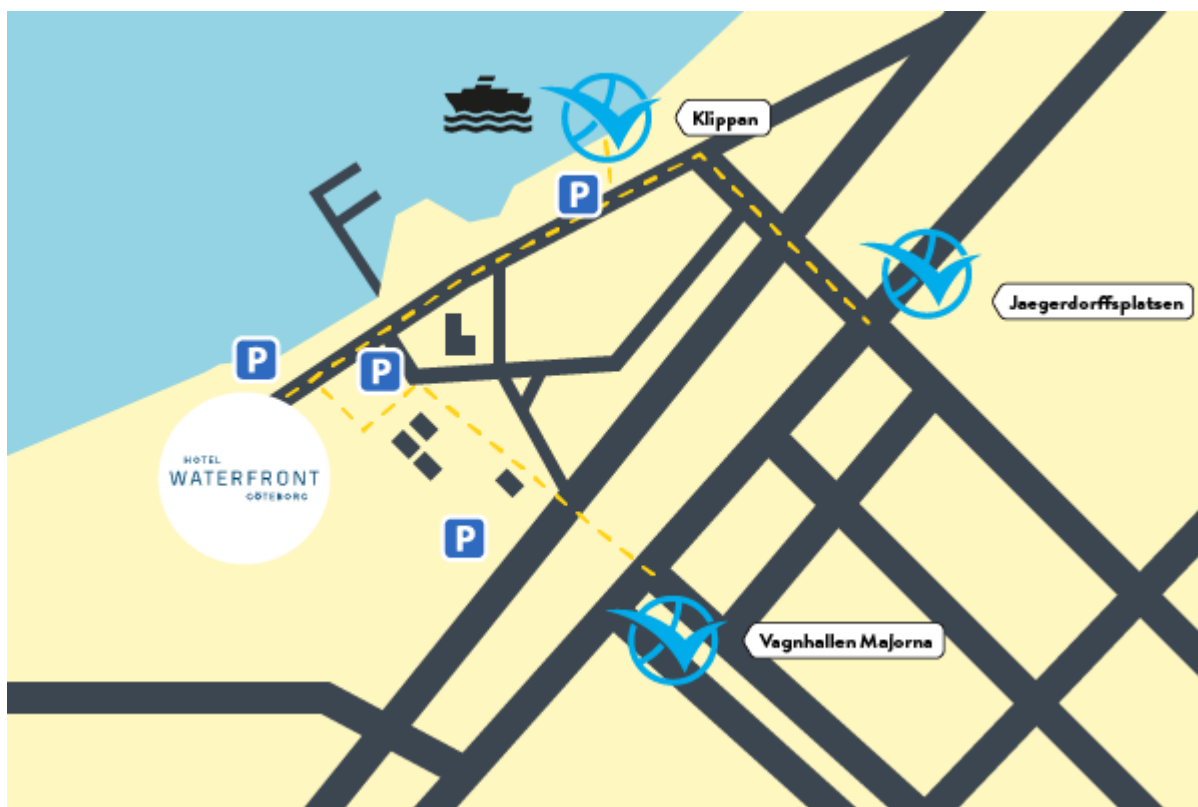 Klippan
P
Jaegerdorffsplatsen
P
P
HOTEL
WATERFRONT
GÖTEBORG
P
Vagnhallen Majorna